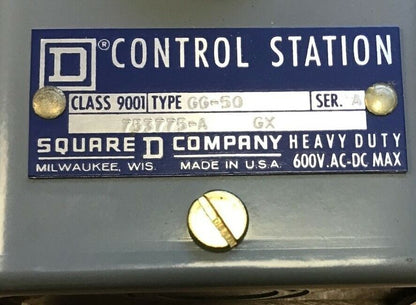 D ® CONTROL STATION
CLASS 9001 TYPE GG-50 SER. A
753775-A GX
SQUARE D COMPANY HEAVY DUTY
MILWAUKEE, WIS. MADE IN U.S.A. 600V. AC-DC MAX